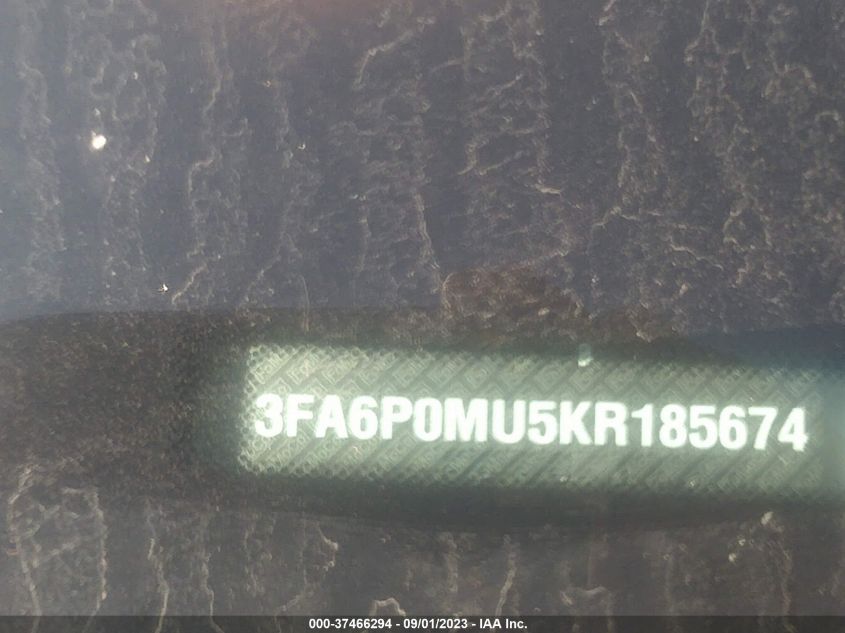 3FA6P0MU5KR185674
000-37466294 - 09/01/2023 - IAA Inc.